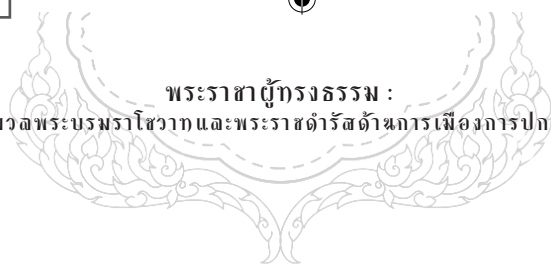 พระราชาผู้ทรงธรรม :
มวลพระบรมราโชวาทและพระราชดำรัสด้านการเมืองการปก